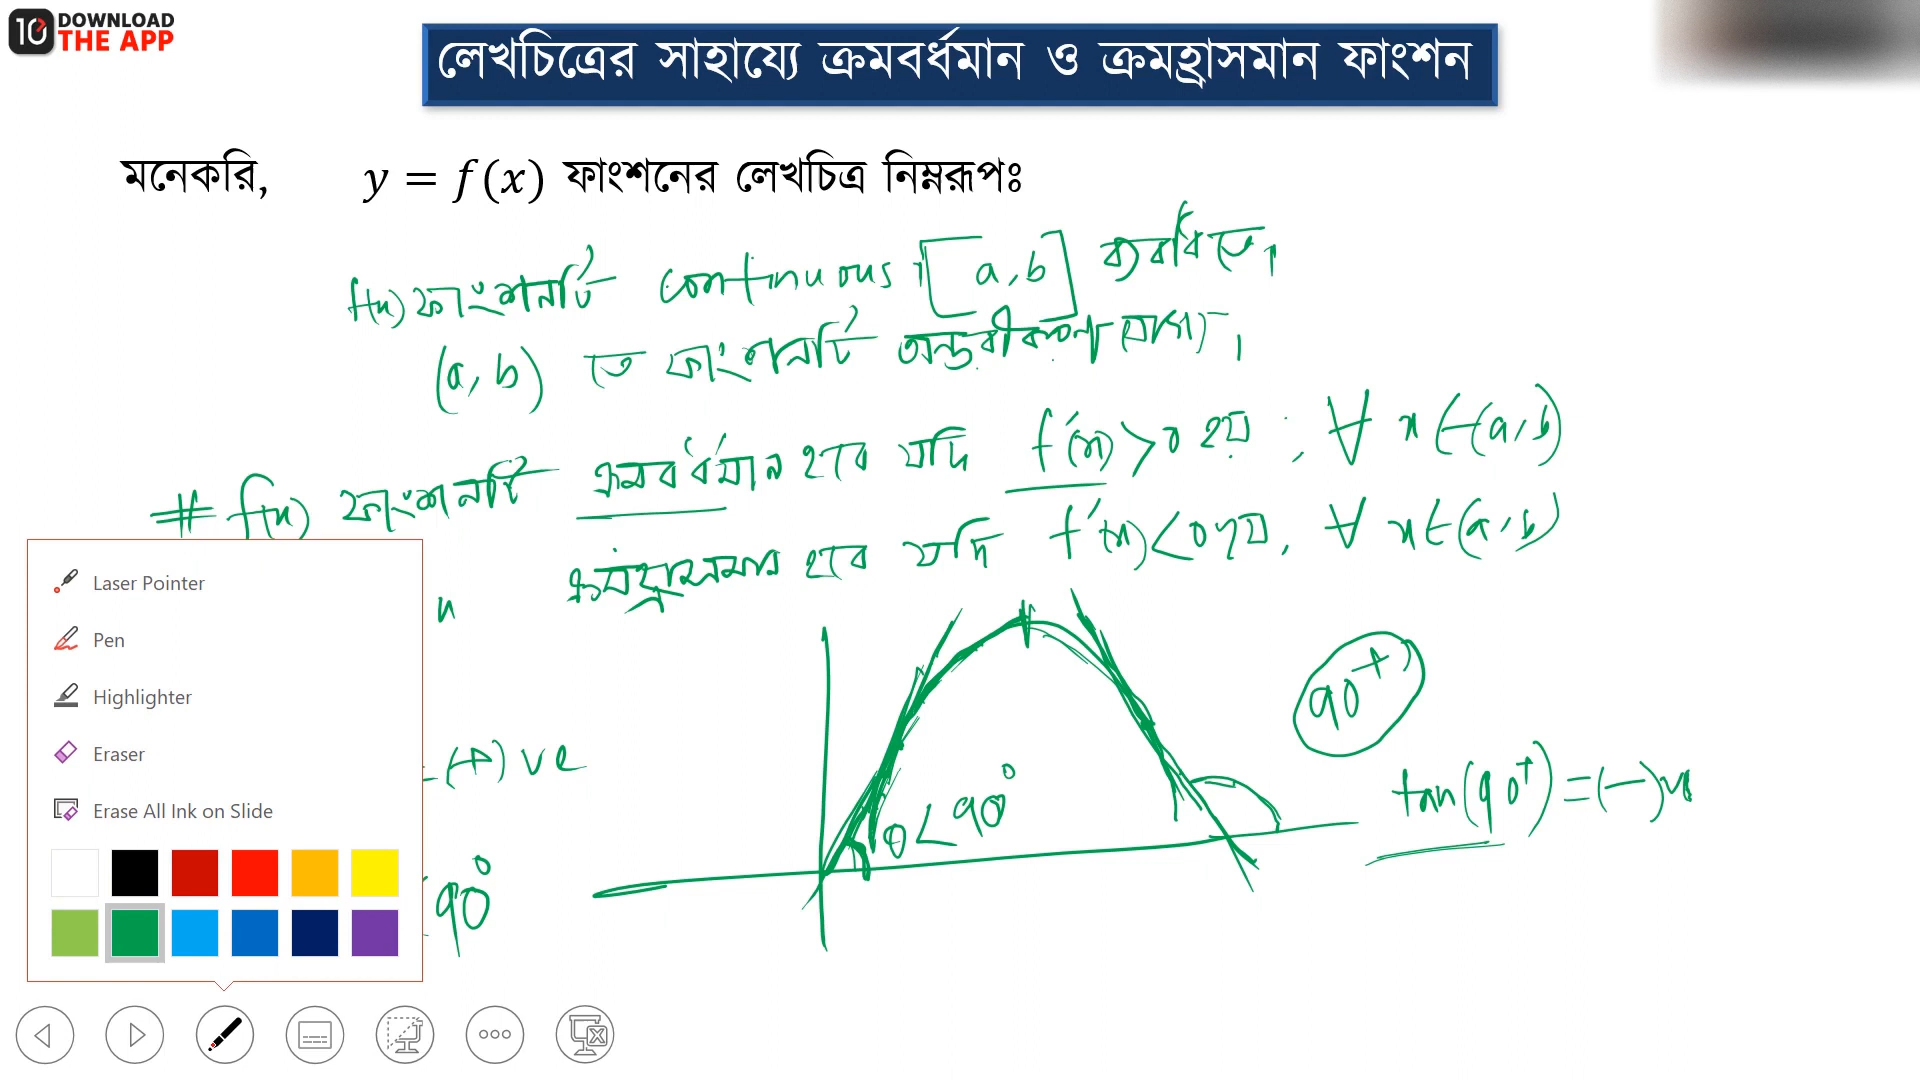 DOWNLOAD
THE APP
লেখচিত্রের সাহায্যে ক্রমবর্ধমান ও ক্রমহ্রাসমান ফাংশন
মনেকরি, y = f(x) ফাংশনের লেখচিত্র নিম্নরূপঃ
f(x) ফাংশনটি continuous [a,b] ব্যবধিতে।
(a, b) তে ফাংশনটি অন্তরীকরণ যোগ্য।
# f(x) ফাংশনটি ক্রমবর্ধমান হবে যদি f'(x) > 0 হয় ; ∀ x ∈ (a,b)
ক্রমহ্রাসমান হবে যদি f'(x) < 0 হয়, ∀ x ∈ (a,b)
Laser Pointer
Pen
Highlighter
Eraser
Erase All Ink on Slide
(+) ve
90°
θ < 90°
90⁺
tan(90⁺) = (-)ve